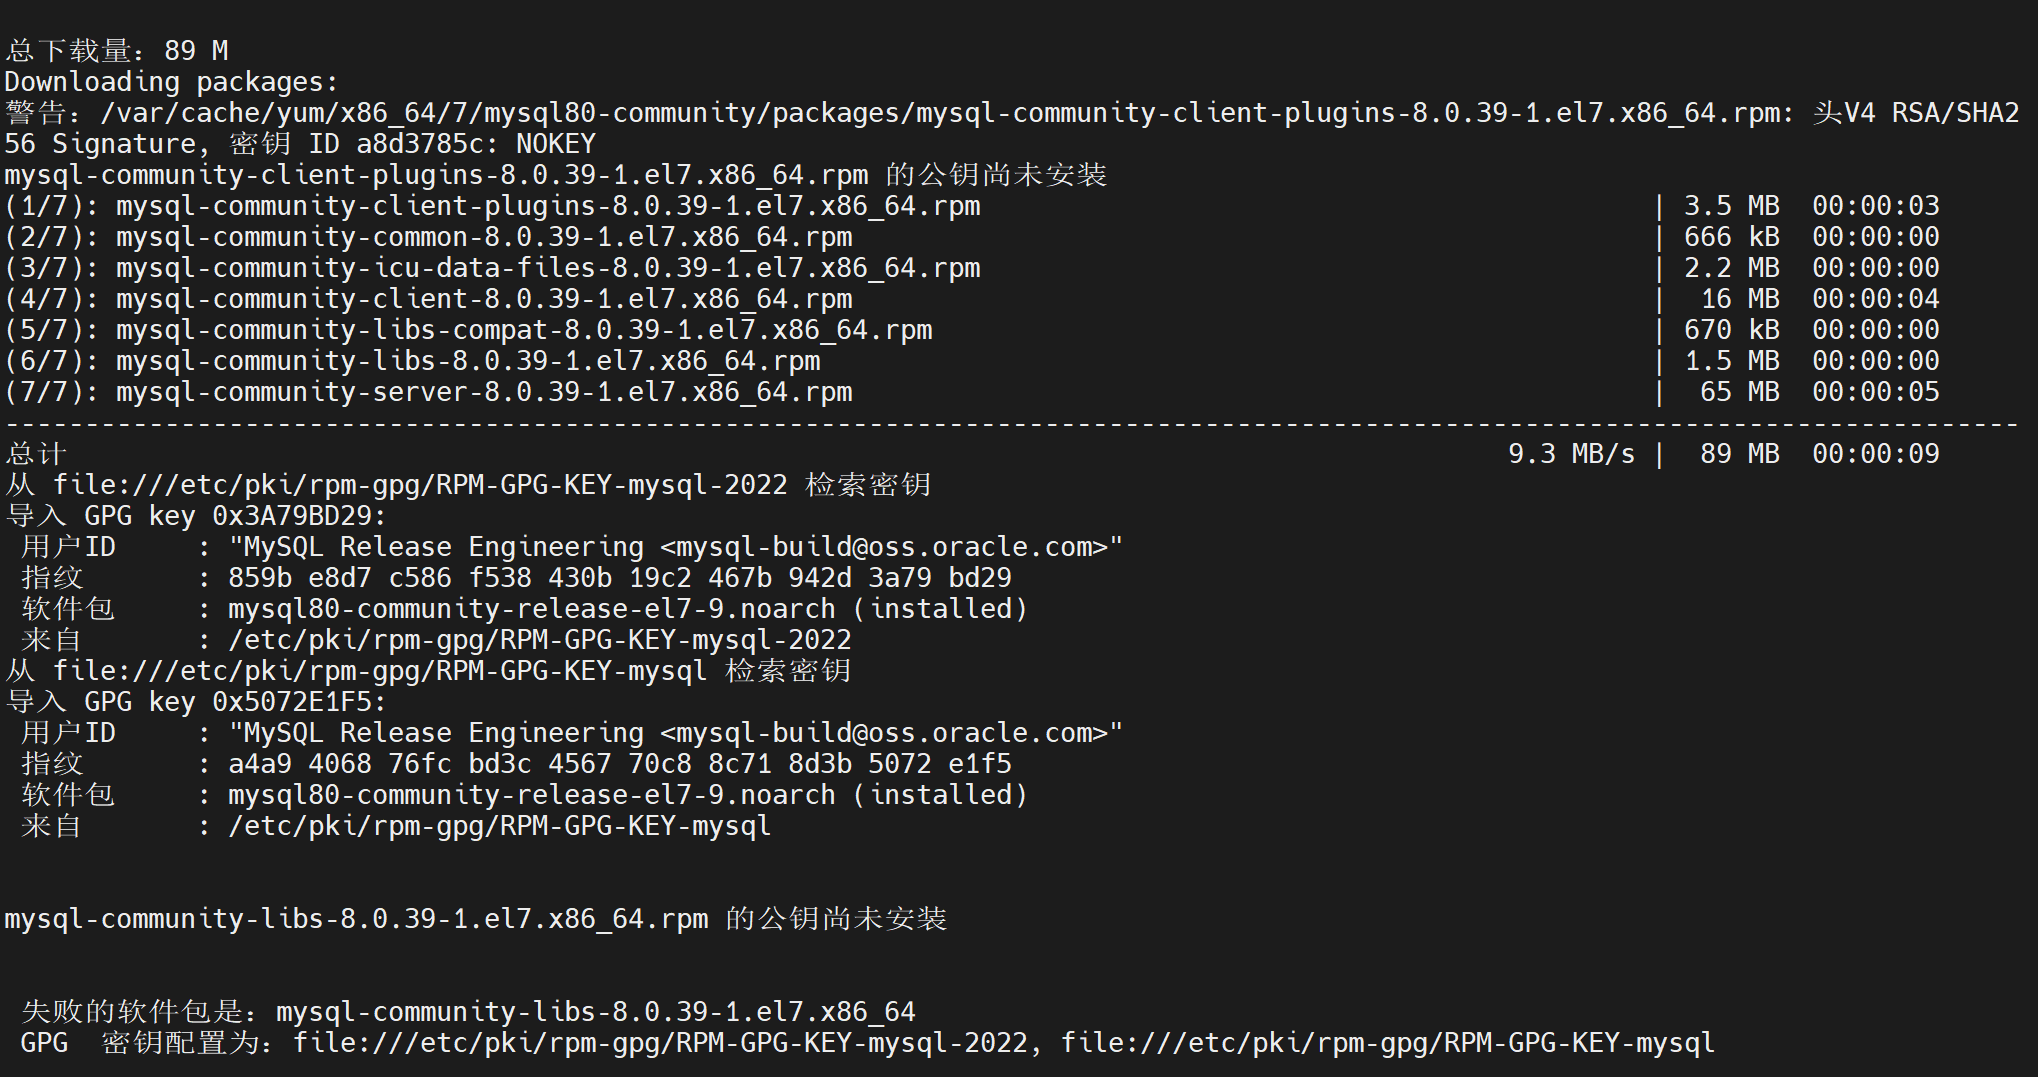 总下载量：89 M
Downloading packages:
警告：/var/cache/yum/x86_64/7/mysql80-community/packages/mysql-community-client-plugins-8.0.39-1.el7.x86_64.rpm: 头V4 RSA/SHA2
56 Signature, 密钥 ID a8d3785c: NOKEY
mysql-community-client-plugins-8.0.39-1.el7.x86_64.rpm 的公钥尚未安装
(1/7): mysql-community-client-plugins-8.0.39-1.el7.x86_64.rpm | 3.5 MB 00:00:03
(2/7): mysql-community-common-8.0.39-1.el7.x86_64.rpm | 666 kB 00:00:00
(3/7): mysql-community-icu-data-files-8.0.39-1.el7.x86_64.rpm | 2.2 MB 00:00:00
(4/7): mysql-community-client-8.0.39-1.el7.x86_64.rpm | 16 MB 00:00:04
(5/7): mysql-community-libs-compat-8.0.39-1.el7.x86_64.rpm | 670 kB 00:00:00
(6/7): mysql-community-libs-8.0.39-1.el7.x86_64.rpm | 1.5 MB 00:00:00
(7/7): mysql-community-server-8.0.39-1.el7.x86_64.rpm | 65 MB 00:00:05
------------------------------------------------------------------------------------------------------------------------------
总计 9.3 MB/s | 89 MB 00:00:09
从 file:///etc/pki/rpm-gpg/RPM-GPG-KEY-mysql-2022 检索密钥
导入 GPG key 0x3A79BD29:
用户ID : "MySQL Release Engineering <mysql-build@oss.oracle.com>"
指纹 : 859b e8d7 c586 f538 430b 19c2 467b 942d 3a79 bd29
软件包 : mysql80-community-release-el7-9.noarch (installed)
来自 : /etc/pki/rpm-gpg/RPM-GPG-KEY-mysql-2022
从 file:///etc/pki/rpm-gpg/RPM-GPG-KEY-mysql 检索密钥
导入 GPG key 0x5072E1F5:
用户ID : "MySQL Release Engineering <mysql-build@oss.oracle.com>"
指纹 : a4a9 4068 76fc bd3c 4567 70c8 8c71 8d3b 5072 e1f5
软件包 : mysql80-community-release-el7-9.noarch (installed)
来自 : /etc/pki/rpm-gpg/RPM-GPG-KEY-mysql
mysql-community-libs-8.0.39-1.el7.x86_64.rpm 的公钥尚未安装
失败的软件包是：mysql-community-libs-8.0.39-1.el7.x86_64
GPG 密钥配置为：file:///etc/pki/rpm-gpg/RPM-GPG-KEY-mysql-2022, file:///etc/pki/rpm-gpg/RPM-GPG-KEY-mysql